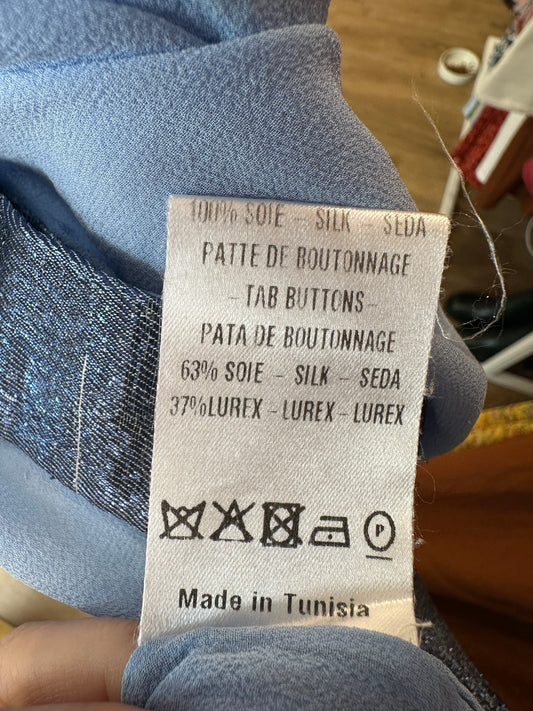 100% SOIE - SILK - SEDA
PATTE DE BOUTONNAGE
- TAB BUTTONS -
PATA DE BOUTONNAGE
63% SOIE - SILK - SEDA
37%LUREX - LUREX - LUREX
P
Made in Tunisia